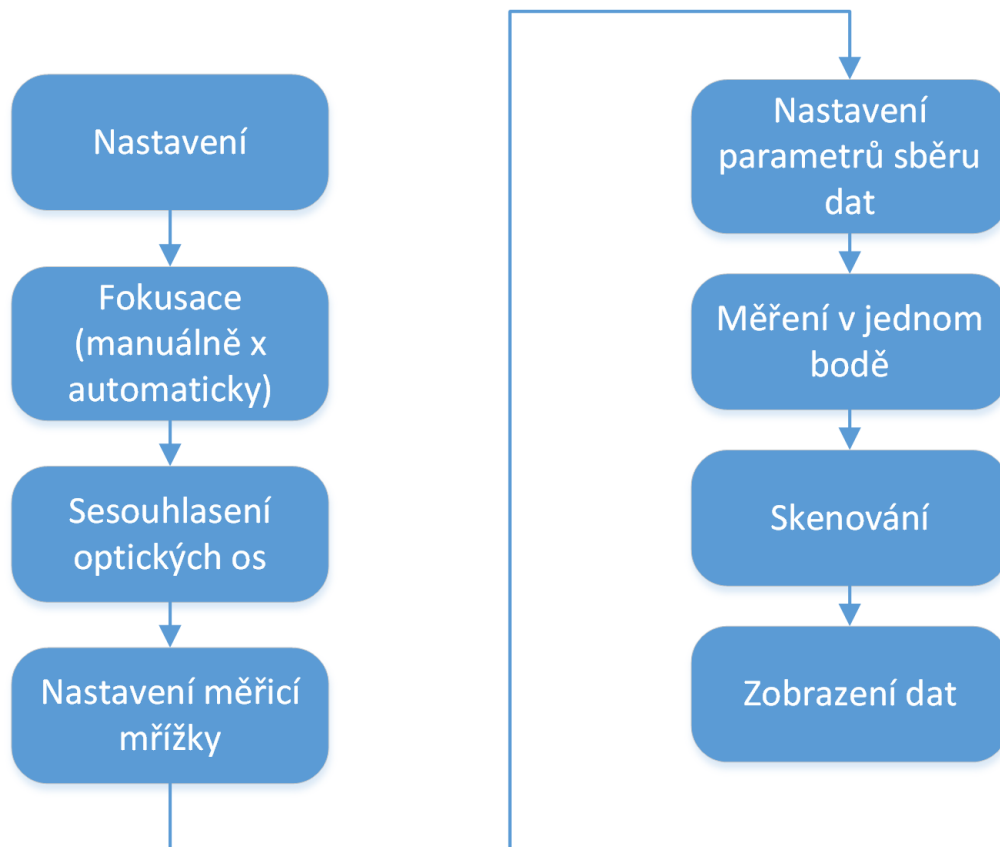 Nastavení
Fokusace
(manuálně x
automaticky)
Sesouhlasení
optických os
Nastavení měřicí
mřížky
Nastavení
parametrů sběru
dat
Měření v jednom
bodě
Skenování
Zobrazení dat